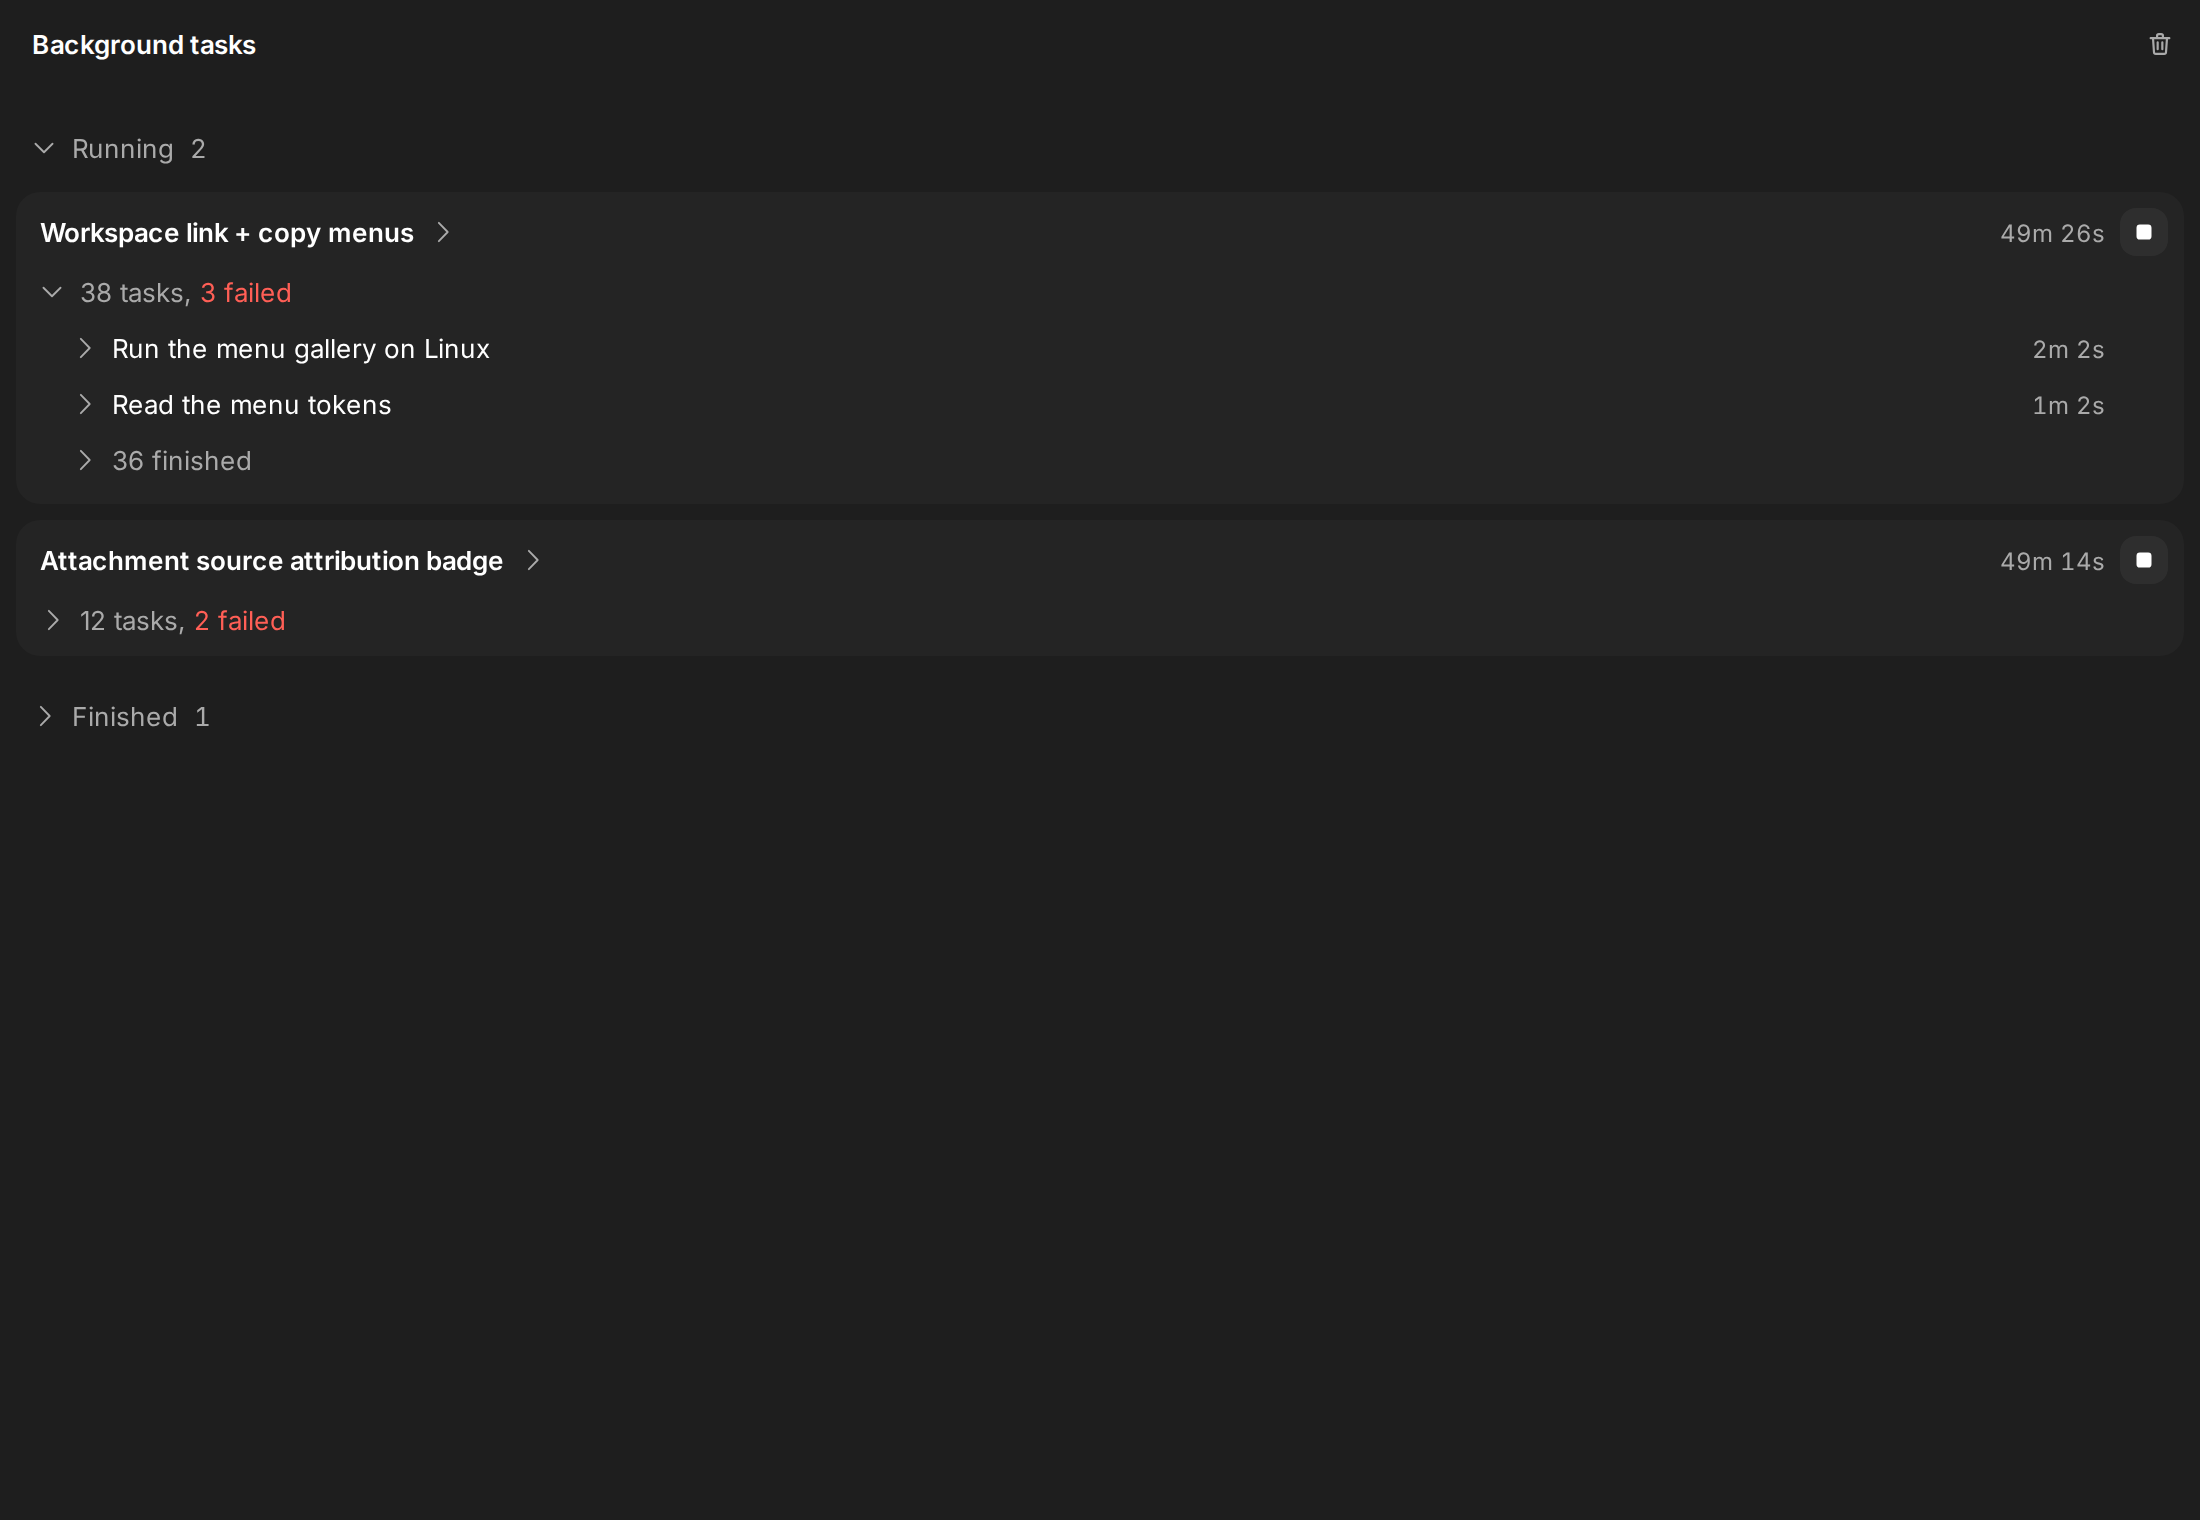 Background tasks
Running 2
Workspace link + copy menus 49m 26s
38 tasks, 3 failed
Run the menu gallery on Linux 2m 2s
Read the menu tokens 1m 2s
36 finished
Attachment source attribution badge 49m 14s
12 tasks, 2 failed
Finished 1